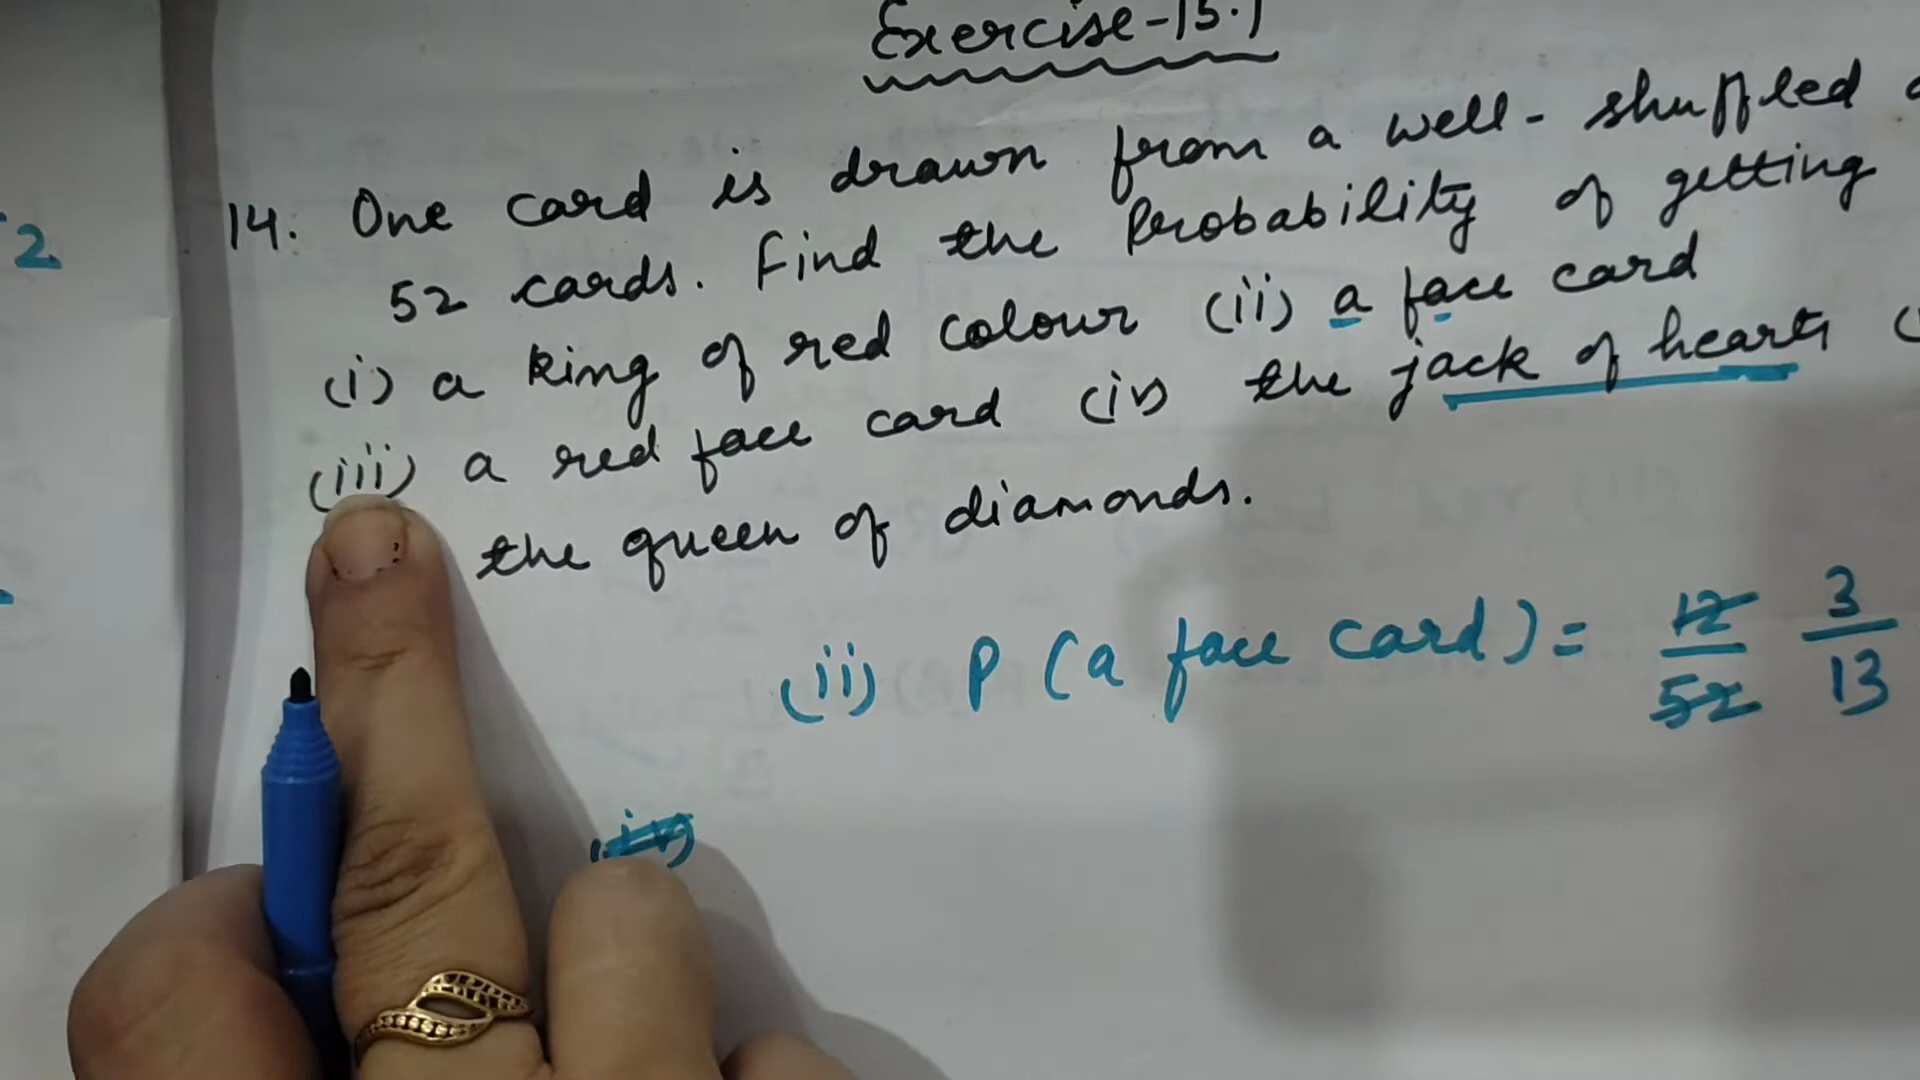 Exercise-15.1
14. One card is drawn from a well-shuffled
52 cards. Find the Probability of getting
(i) a king of red colour (ii) a face card
(iii) a red face card (iv) the jack of hearts (
the queen of diamonds.
(ii) P (a face card) = 12/52 3/13
(iv)
2